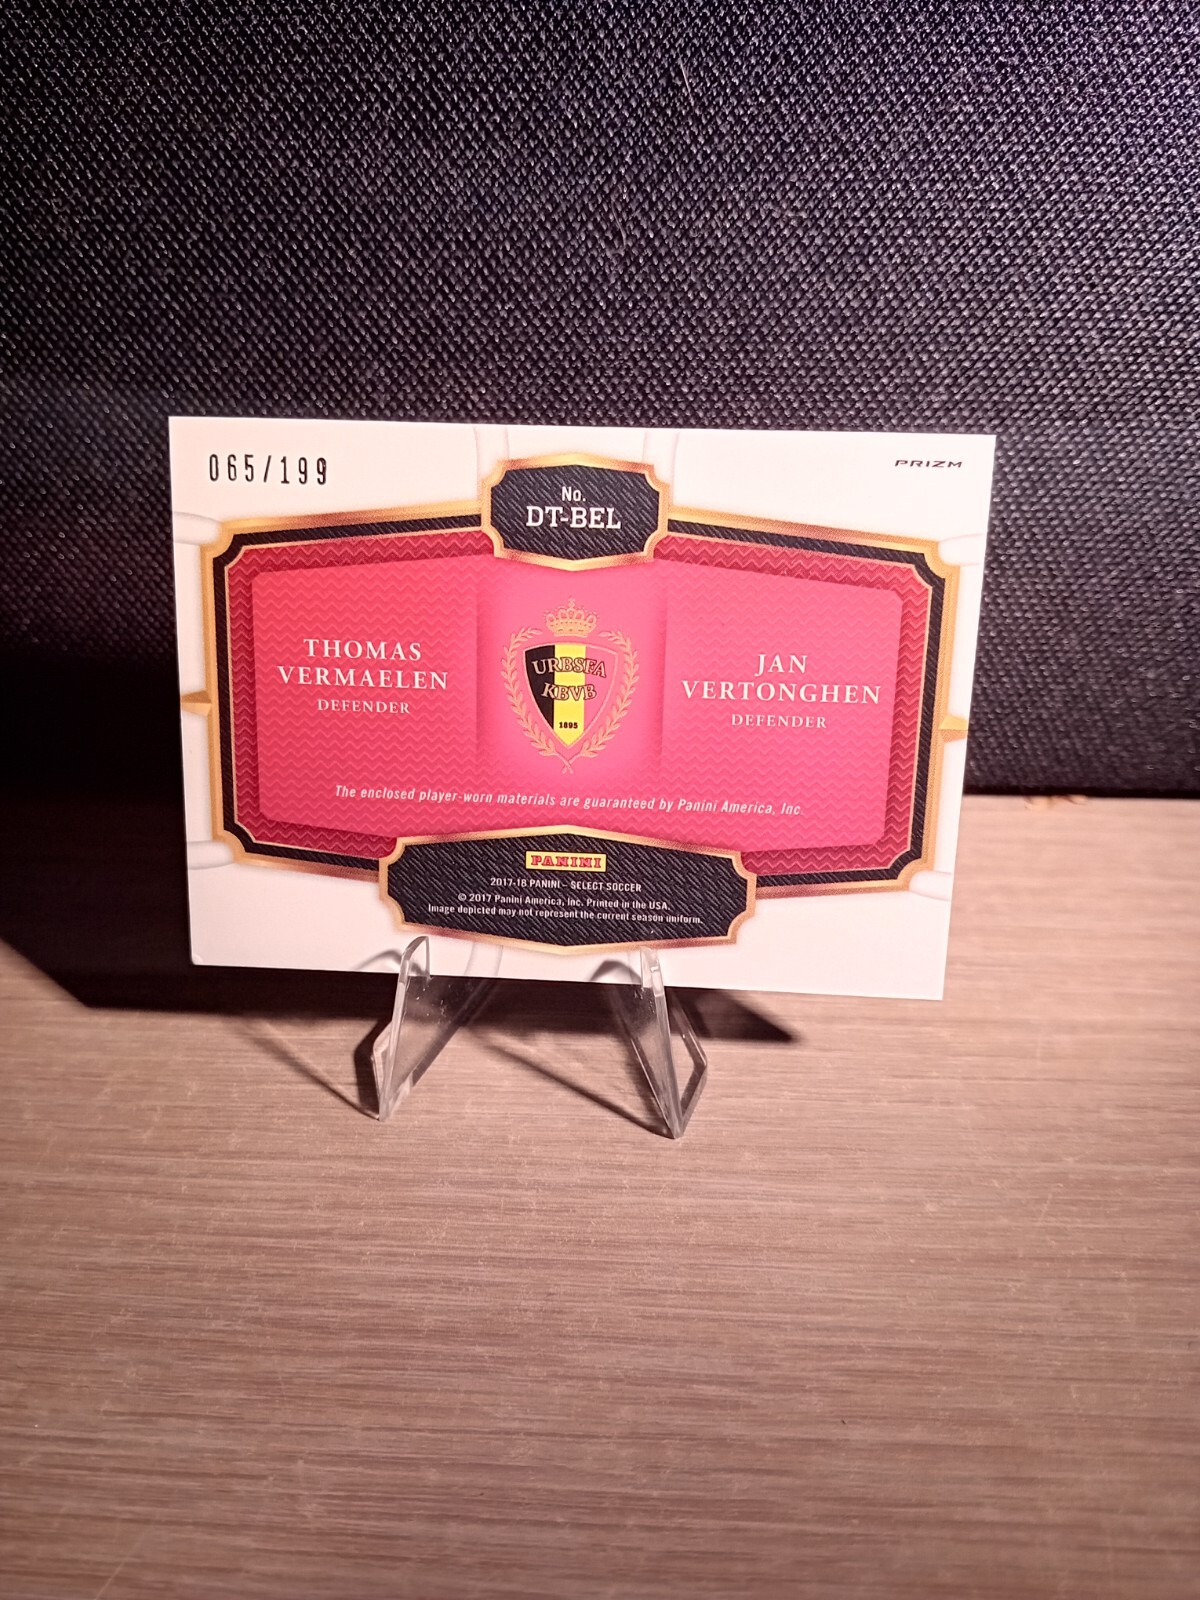 065/199
PRIZM
No.
DT-BEL
THOMAS
VERMAELEN
DEFENDER
URBSFA
KBVB
1895
JAN
VERTONGHEN
DEFENDER
The enclosed player-worn materials are guaranteed by Panini America, Inc.
PANINI
2017-18 PANINI – SELECT SOCCER
© 2017 Panini America, Inc. Printed in the USA.
Image depicted may not represent the current season uniform.